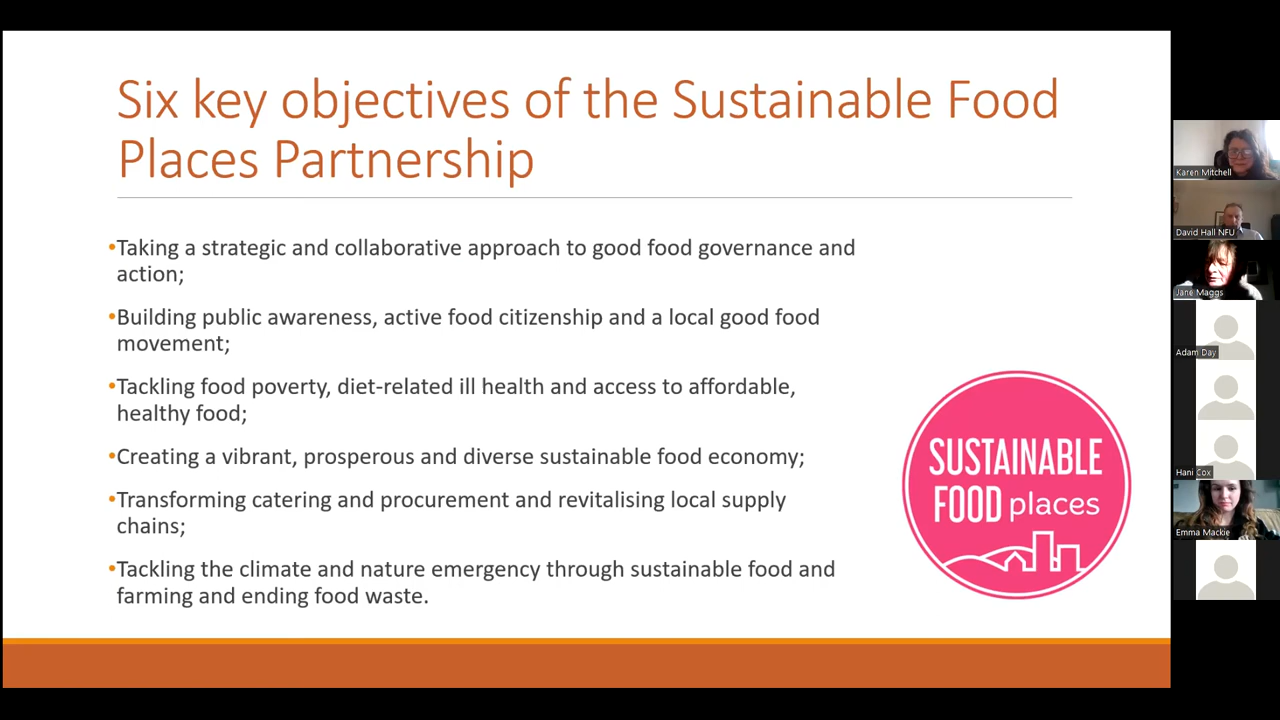 Six key objectives of the Sustainable Food
Places Partnership
•Taking a strategic and collaborative approach to good food governance and
action;
•Building public awareness, active food citizenship and a local good food
movement;
•Tackling food poverty, diet-related ill health and access to affordable,
healthy food;
•Creating a vibrant, prosperous and diverse sustainable food economy;
•Transforming catering and procurement and revitalising local supply
chains;
•Tackling the climate and nature emergency through sustainable food and
farming and ending food waste.
SUSTAINABLE
FOOD places
Karen Mitchell
David Hall NFU
Jane Maggs
Adam Day
Hani Cox
Emma Mackie